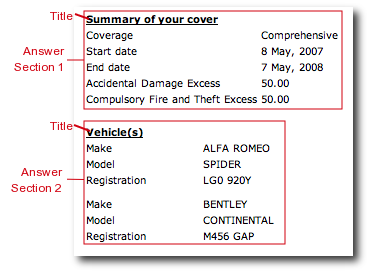 Title
Summary of your cover
Coverage Comprehensive
Answer Section 1
Start date 8 May, 2007
End date 7 May, 2008
Accidental Damage Excess 50.00
Compulsory Fire and Theft Excess 50.00
Title
Vehicle(s)
Make ALFA ROMEO
Answer Section 2
Model SPIDER
Registration LG0 920Y
Make BENTLEY
Model CONTINENTAL
Registration M456 GAP